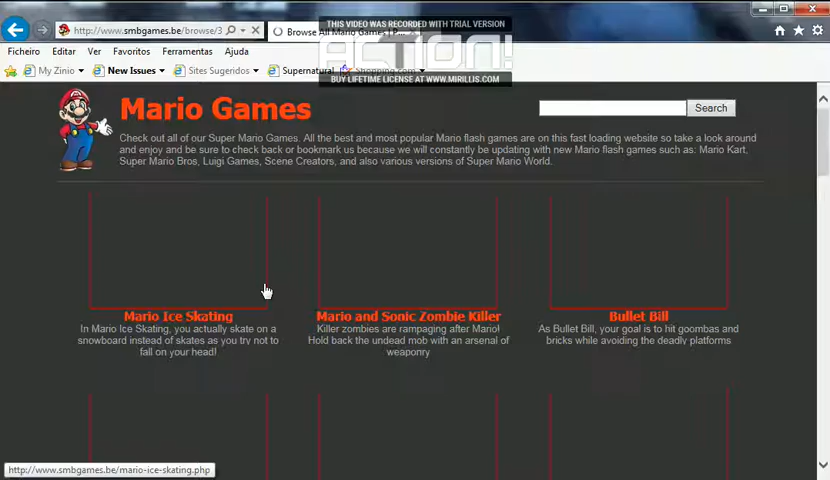 THIS VIDEO WAS RECORDED WITH TRIAL VERSION
ACTION!
BUY LIFETIME LICENSE AT WWW.MIRILLIS.COM
http://www.smbgames.be/browse/3
Browse All Mario Games | P...
Ficheiro Editar Ver Favoritos Ferramentas Ajuda
My Zinio New Issues Sites Sugeridos Supernatural Shopping.com
Mario Games
Search
Check out all of our Super Mario Games. All the best and most popular Mario flash games are on this fast loading website so take a look around
and enjoy and be sure to check back or bookmark us because we will constantly be updating with new Mario flash games such as: Mario Kart,
Super Mario Bros, Luigi Games, Scene Creators, and also various versions of Super Mario World.
Mario Ice Skating
In Mario Ice Skating, you actually skate on a
snowboard instead of skates as you try not to
fall on your head!
Mario and Sonic Zombie Killer
Killer zombies are rampaging after Mario!
Hold back the undead mob with an arsenal of
weaponry
Bullet Bill
As Bullet Bill, your goal is to hit goombas and
bricks while avoiding the deadly platforms
http://www.smbgames.be/mario-ice-skating.php